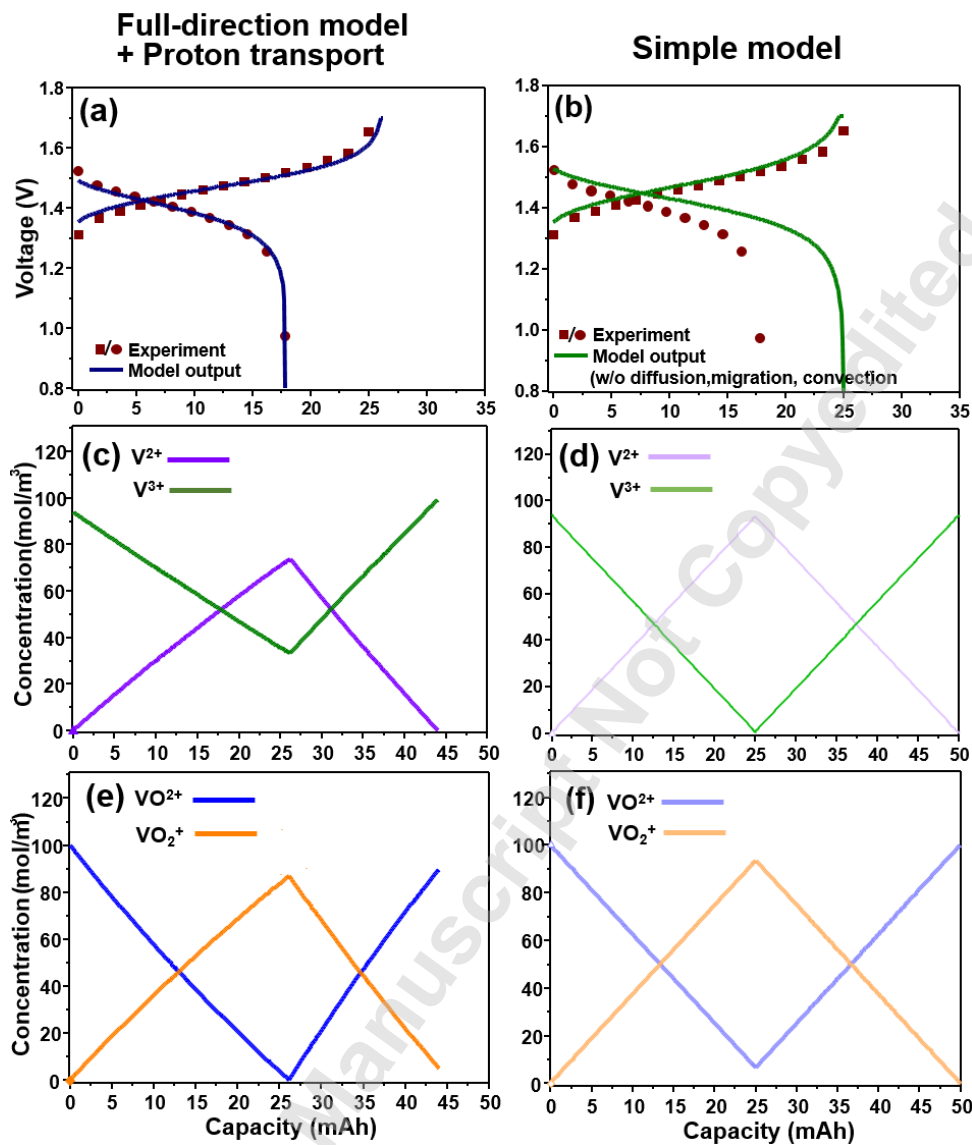 Full-direction model
+ Proton transport
Simple model
(a)
1.8
1.6
1.4
1.2
1.0
0.8
Voltage (V)
■/● Experiment
Model output
0 5 10 15 20 25 30 35
(b)
1.8
1.6
1.4
1.2
1.0
0.8
■/● Experiment
Model output
(w/o diffusion,migration, convection)
0 5 10 15 20 25 30 35
(c)
V²⁺
V³⁺
120
100
80
60
40
20
0
Concentration(mol/m³)
0 5 10 15 20 25 30 35 40 45 50
(d)
V²⁺
V³⁺
120
100
80
60
40
20
0
0 5 10 15 20 25 30 35 40 45 50
(e)
VO²⁺
VO₂⁺
120
100
80
60
40
20
0
Concentration (mol/m³)
0 5 10 15 20 25 30 35 40 45 50
Capacity (mAh)
(f)
VO²⁺
VO₂⁺
120
100
80
60
40
20
0
0 5 10 15 20 25 30 35 40 45 50
Capacity (mAh)
Manuscript Not Copyedited